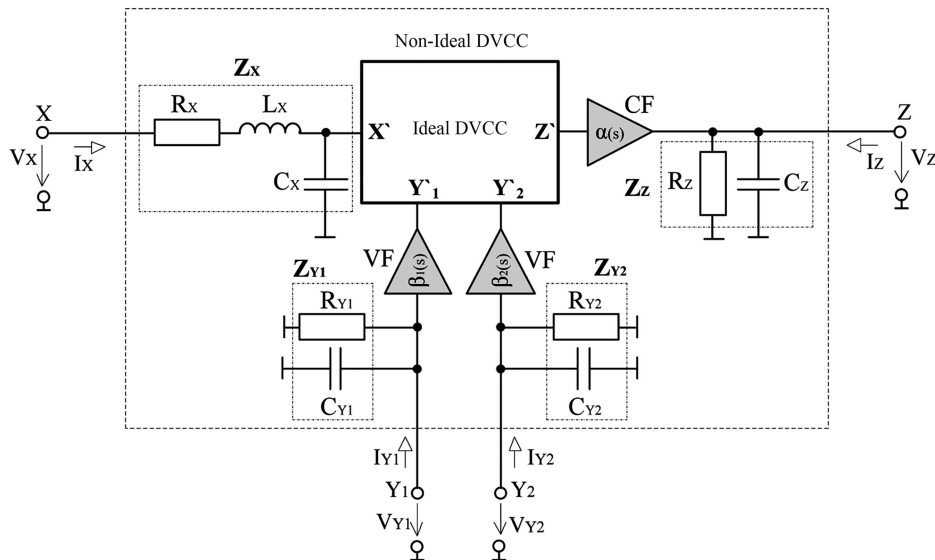 Non-Ideal DVCC
ZX
RX
LX
CF
X
X`
Ideal DVCC
Z`
α(s)
Z
VX
IX
CX
ZZ
RZ
CZ
IZ
VZ
Y`1
Y`2
VF
β1(s)
β2(s)
VF
ZY1
ZY2
RY1
RY2
CY1
CY2
IY1
IY2
Y1
Y2
VY1
VY2